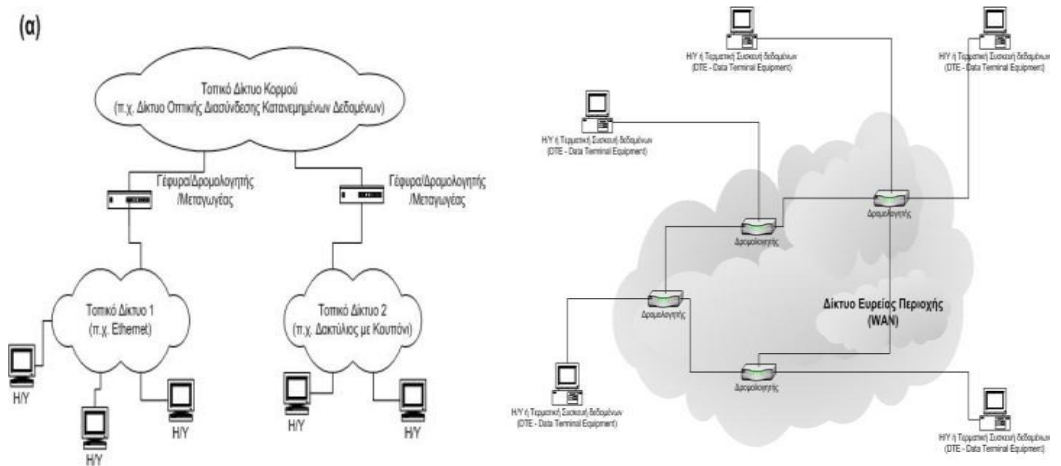 (α)
Τοπικό Δίκτυο Κορμού
(π.χ. Δίκτυο Οπτικής Διασύνδεσης Κατανεμημένων Δεδομένων)
Γέφυρα/Δρομολογητής
/Μεταγωγέας
Γέφυρα/Δρομολογητής
/Μεταγωγέας
Τοπικό Δίκτυο 1
(π.χ. Ethernet)
Τοπικό Δίκτυο 2
(π.χ. Δακτύλιος με Κουπόνι)
Η/Υ
Η/Υ
Η/Υ
Η/Υ
Η/Υ
Η/Υ ή Τερματική Συσκευή δεδομένων
(DTE - Data Terminal Equipment)
Η/Υ ή Τερματική Συσκευή δεδομένων
(DTE - Data Terminal Equipment)
Η/Υ ή Τερματική Συσκευή δεδομένων
(DTE - Data Terminal Equipment)
Δρομολογητής
Δρομολογητής
Δρομολογητής
Δίκτυο Ευρείας Περιοχής
(WAN)
Δρομολογητής
Η/Υ ή Τερματική Συσκευή δεδομένων
(DTE - Data Terminal Equipment)
Η/Υ ή Τερματική Συσκευή δεδομένων
(DTE - Data Terminal Equipment)